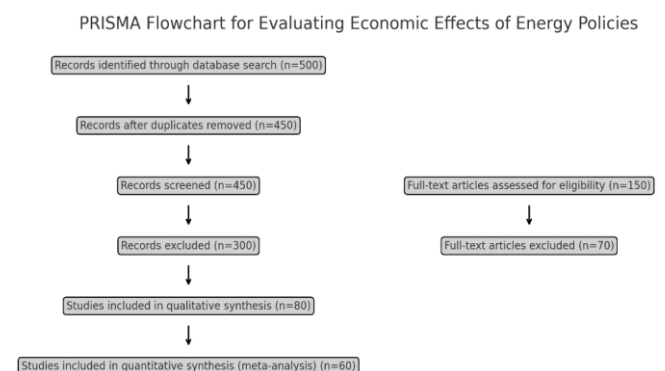 PRISMA Flowchart for Evaluating Economic Effects of Energy Policies
Records identified through database search (n=500)
Records after duplicates removed (n=450)
Records screened (n=450)
Full-text articles assessed for eligibility (n=150)
Records excluded (n=300)
Full-text articles excluded (n=70)
Studies included in qualitative synthesis (n=80)
Studies included in quantitative synthesis (meta-analysis) (n=60)